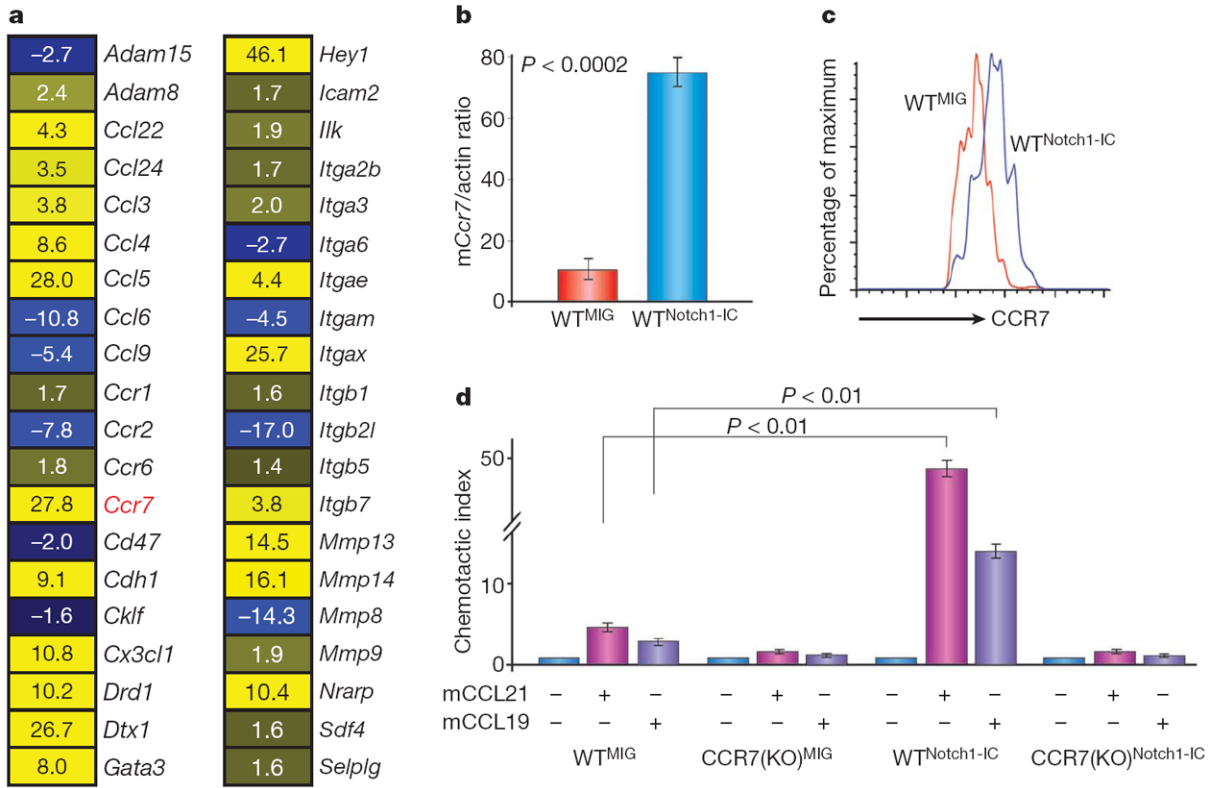 a
−2.7 Adam15 46.1 Hey1
2.4 Adam8 1.7 Icam2
4.3 Ccl22 1.9 Ilk
3.5 Ccl24 1.7 Itga2b
3.8 Ccl3 2.0 Itga3
8.6 Ccl4 −2.7 Itga6
28.0 Ccl5 4.4 Itgae
−10.8 Ccl6 −4.5 Itgam
−5.4 Ccl9 25.7 Itgax
1.7 Ccr1 1.6 Itgb1
−7.8 Ccr2 −17.0 Itgb2l
1.8 Ccr6 1.4 Itgb5
27.8 Ccr7 3.8 Itgb7
−2.0 Cd47 14.5 Mmp13
9.1 Cdh1 16.1 Mmp14
−1.6 Cklf −14.3 Mmp8
10.8 Cx3cl1 1.9 Mmp9
10.2 Drd1 10.4 Nrarp
26.7 Dtx1 1.6 Sdf4
8.0 Gata3 1.6 Selplg
b
mCcr7/actin ratio
80
60
40
20
0
P < 0.0002
WTMIG WTNotch1-IC
c
Percentage of maximum
WTMIG
WTNotch1-IC
CCR7
d
Chemotactic index
50
10
0
P < 0.01
P < 0.01
mCCL21 − + − − + − − + − − + −
mCCL19 − − + − − + − − + − − +
WTMIG CCR7(KO)MIG WTNotch1-IC CCR7(KO)Notch1-IC